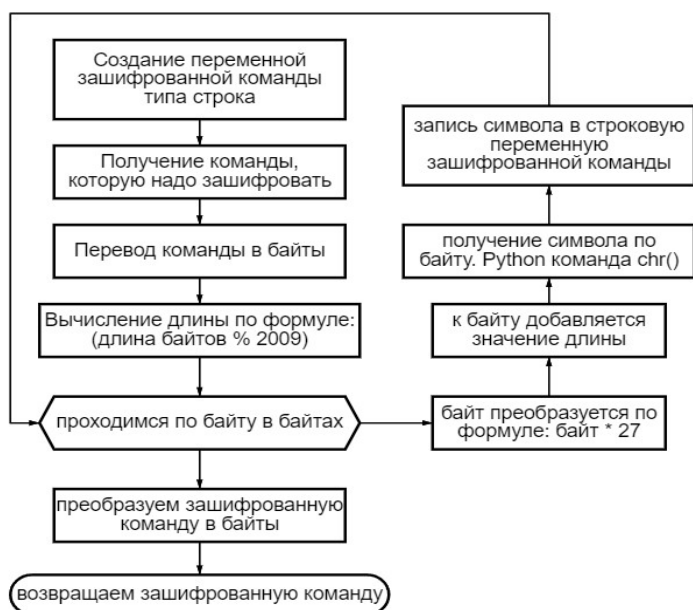 Создание переменной
зашифрованной команды
типа строка
Получение команды,
которую надо зашифровать
Перевод команды в байты
Вычисление длины по формуле:
(длина байтов % 2009)
проходимся по байту в байтах
байт преобразуется по
формуле: байт * 27
к байту добавляется
значение длины
получение символа по
байту. Python команда chr()
запись символа в строковую
переменную
зашифрованной команды
преобразуем зашифрованную
команду в байты
возвращаем зашифрованную команду